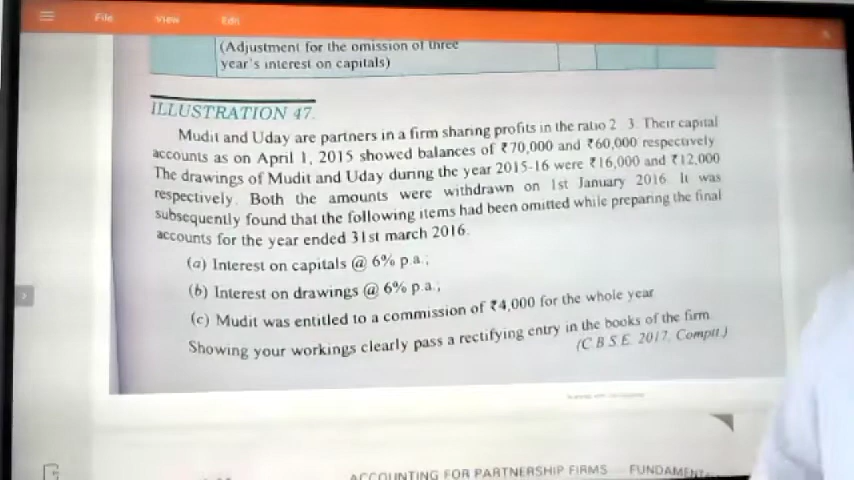 File View Edit
(Adjustment for the omission of three
year's interest on capitals)
ILLUSTRATION 47.
Mudit and Uday are partners in a firm sharing profits in the ratio 2 : 3. Their capital
accounts as on April 1, 2015 showed balances of ₹70,000 and ₹60,000 respectively
The drawings of Mudit and Uday during the year 2015-16 were ₹16,000 and ₹12,000
respectively. Both the amounts were withdrawn on 1st January 2016. It was
subsequently found that the following items had been omitted while preparing the final
accounts for the year ended 31st march 2016.
(a) Interest on capitals @ 6% p.a.;
(b) Interest on drawings @ 6% p.a.;
(c) Mudit was entitled to a commission of ₹4,000 for the whole year
Showing your workings clearly pass a rectifying entry in the books of the firm.
(C.B.S.E. 2017, Comptt.)
ACCOUNTING FOR PARTNERSHIP FIRMS FUNDAMENT